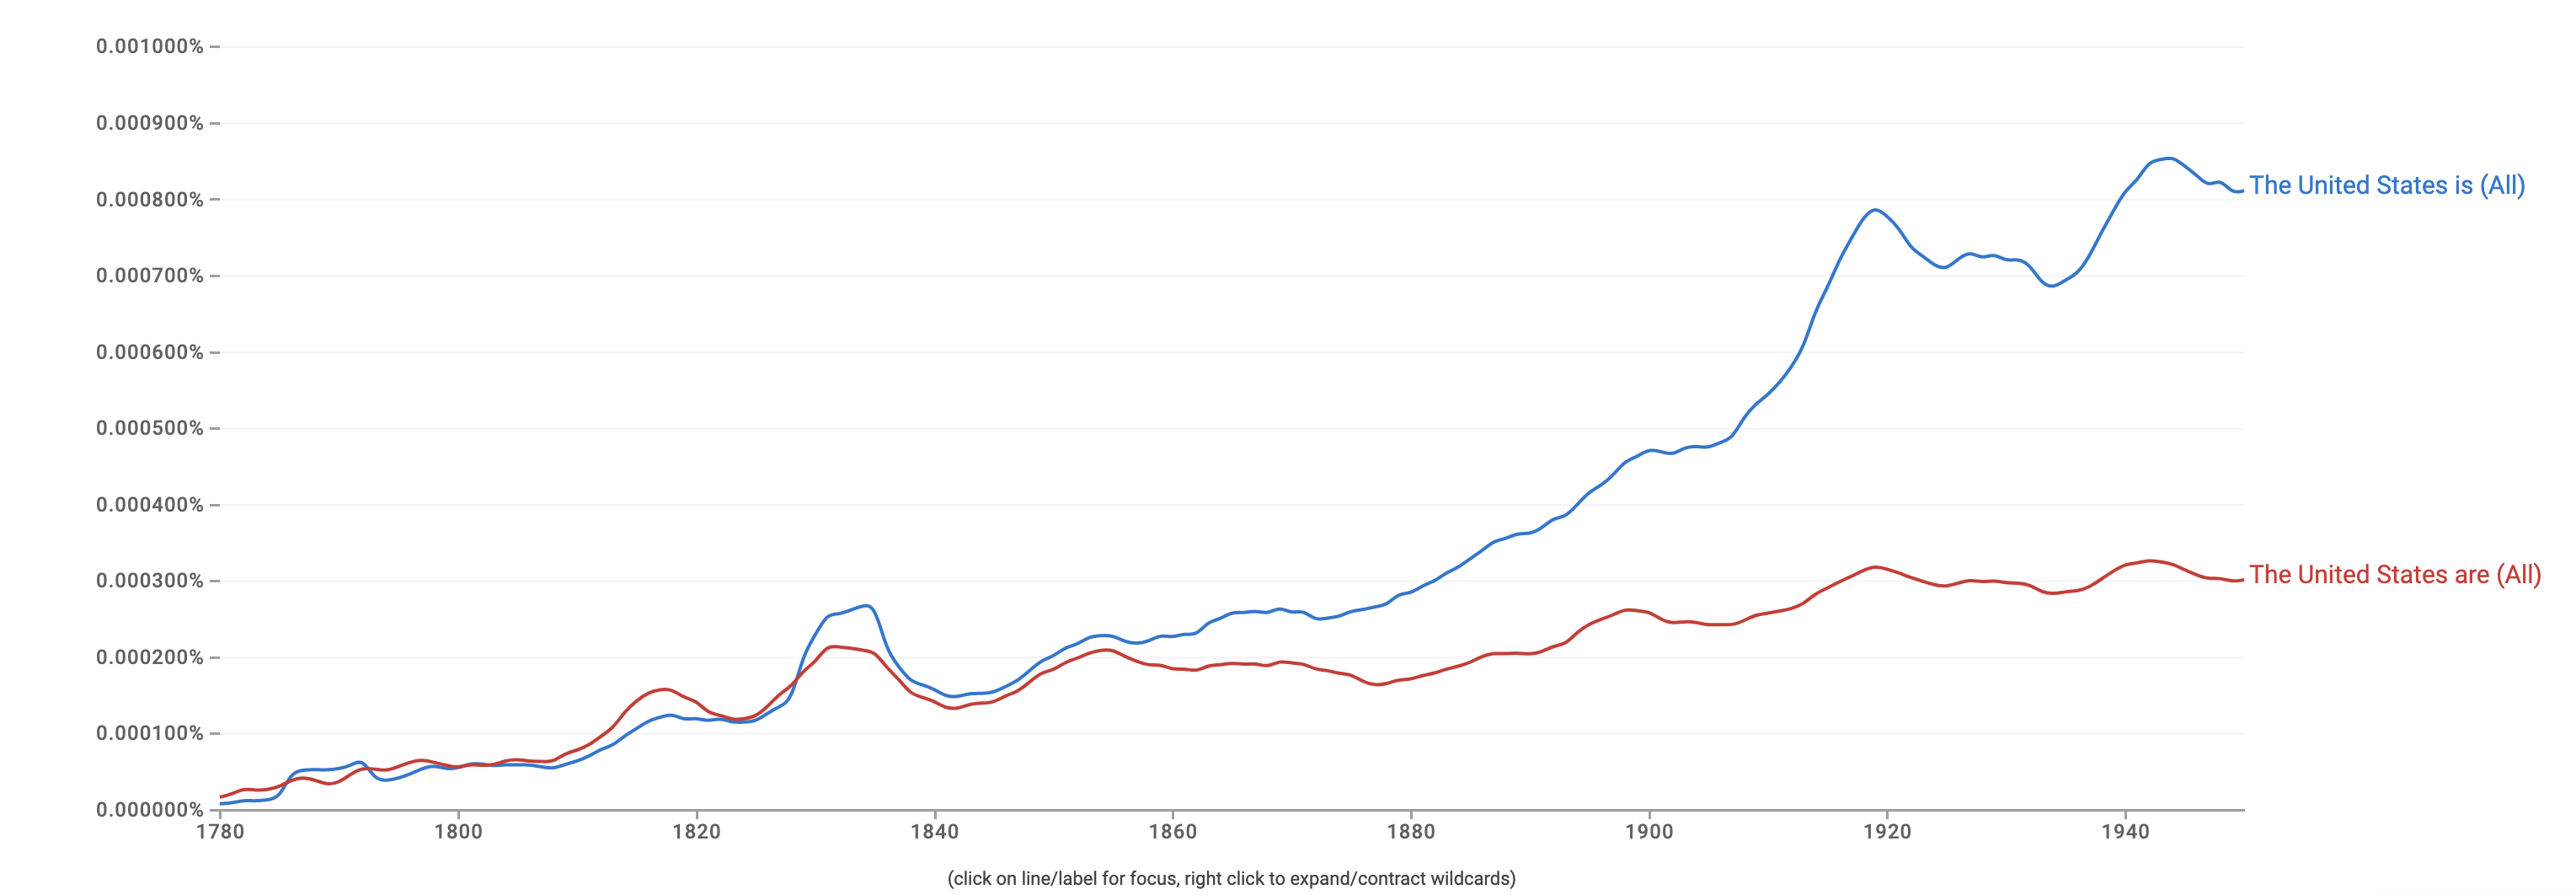 0.001000%
0.000900%
0.000800%
The United States is (All)
0.000700%
0.000600%
0.000500%
0.000400%
0.000300%
The United States are (All)
0.000200%
0.000100%
0.000000%
1780 1800 1820 1840 1860 1880 1900 1920 1940
(click on line/label for focus, right click to expand/contract wildcards)